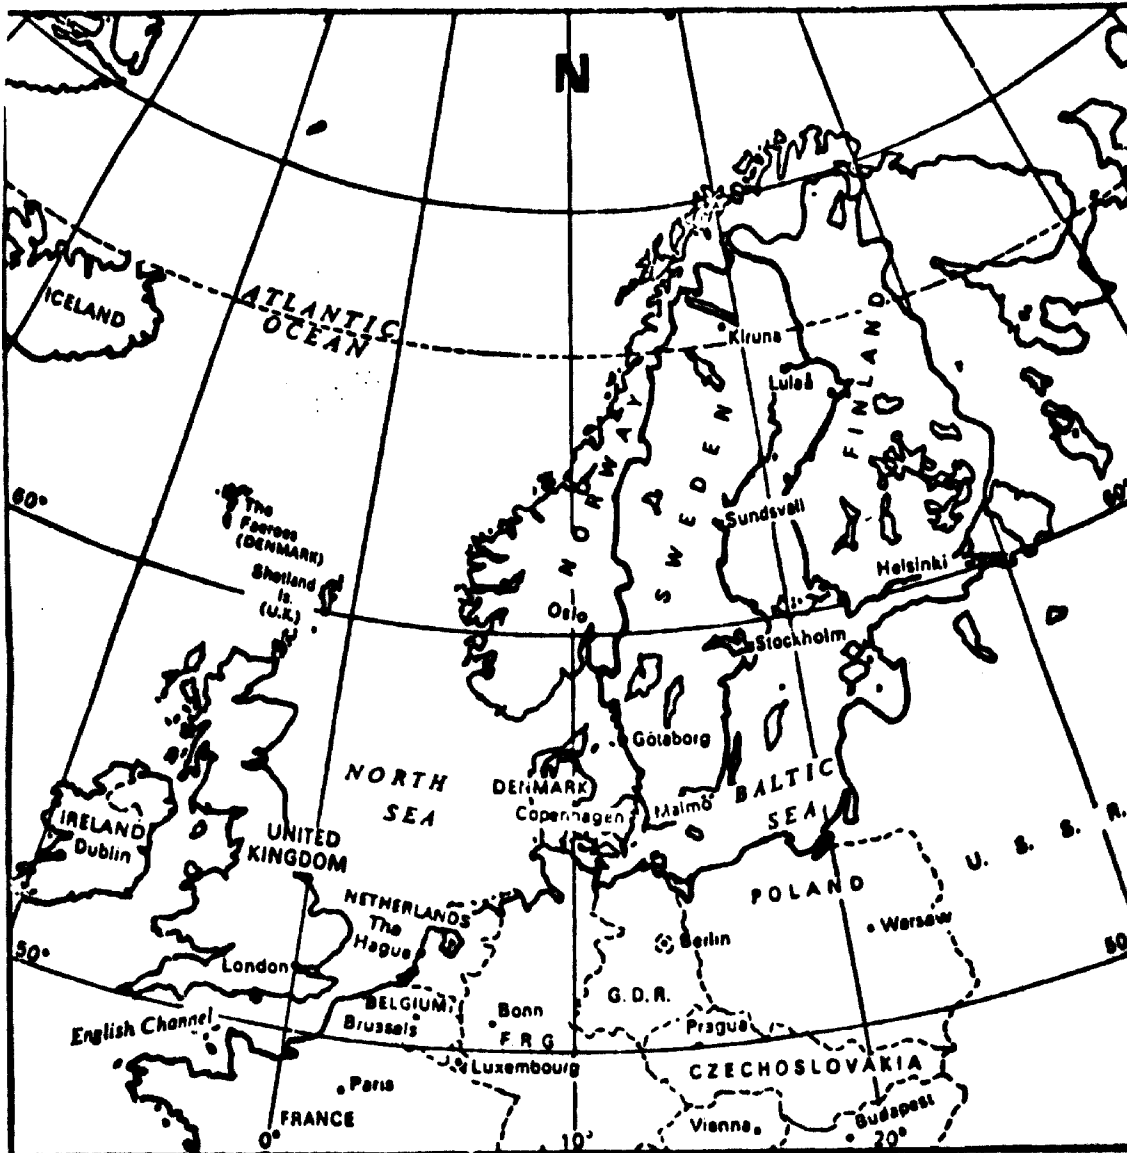 N
ICELAND
ATLANTIC
OCEAN
Kiruna
Luleå
FINLAND
NORWAY
SWEDEN
60°
60°
The
Faeroes
(DENMARK)
Shetland
Is.
(U.K.)
Sundsvall
Helsinki
Oslo
Stockholm
Götaborg
NORTH
SEA
DENMARK
Copenhagen
Malmö
BALTIC
SEA
IRELAND
Dublin
UNITED
KINGDOM
U. S. S. R.
POLAND
NETHERLANDS
The
Hague
Warsaw
Berlin
50°
50°
London
G.D.R.
BELGIUM
Brussels
Bonn
F R G
English Channel
Prague
Luxembourg
CZECHOSLOVAKIA
Paris
FRANCE
Vienna
Budapest
0°
10°
20°